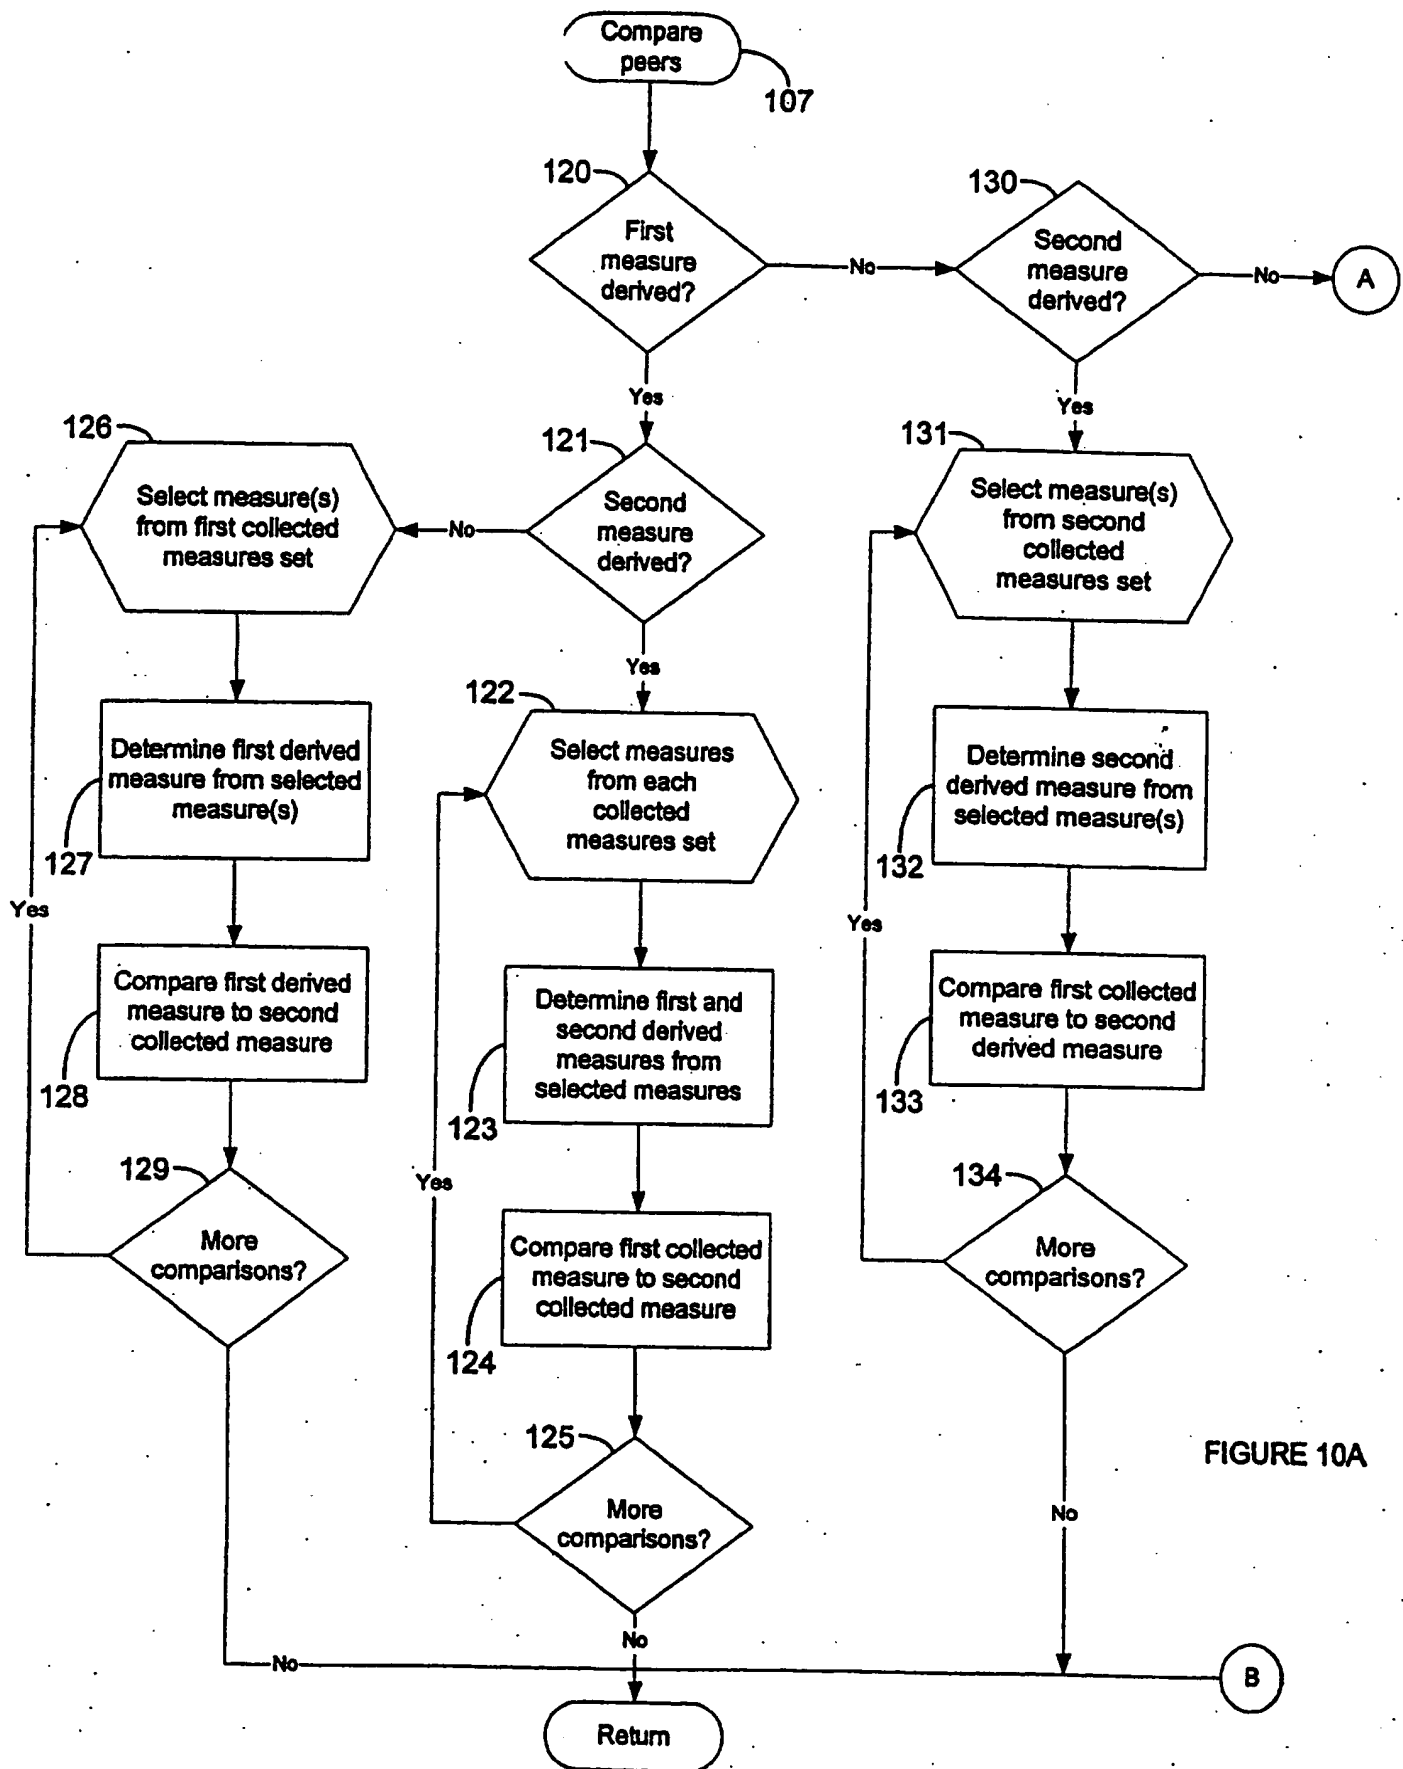 Compare
peers
107
120
First
measure
derived?
No
130
Second
measure
derived?
No
A
Yes
Yes
126
Select measure(s)
from first collected
measures set
No
121
Second
measure
derived?
131
Select measure(s)
from second
collected
measures set
Yes
122
Select measures
from each
collected
measures set
Determine first derived
measure from selected
measure(s)
127
Determine second
derived measure from
selected measure(s)
132
Yes
Yes
Compare first derived
measure to second
collected measure
128
Determine first and
second derived
measures from
selected measures
123
Compare first collected
measure to second
derived measure
133
129
More
comparisons?
Yes
134
More
comparisons?
Compare first collected
measure to second
collected measure
124
125
More
comparisons?
FIGURE 10A
No
No
No
B
Return